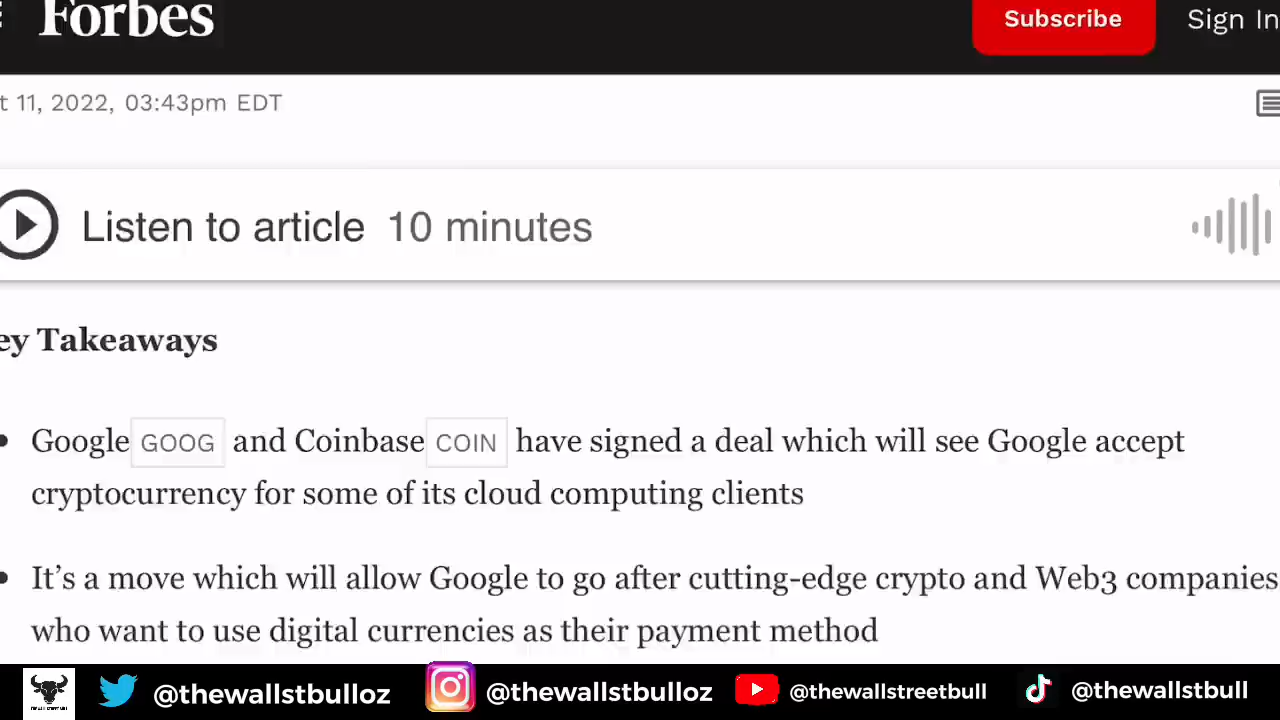 Forbes
Subscribe
Sign In
t 11, 2022, 03:43pm EDT
Listen to article 10 minutes
ey Takeaways
Google GOOG and Coinbase COIN have signed a deal which will see Google accept
cryptocurrency for some of its cloud computing clients
It’s a move which will allow Google to go after cutting-edge crypto and Web3 companies
who want to use digital currencies as their payment method
@thewallstbulloz @thewallstbulloz @thewallstreetbull @thewallstbull